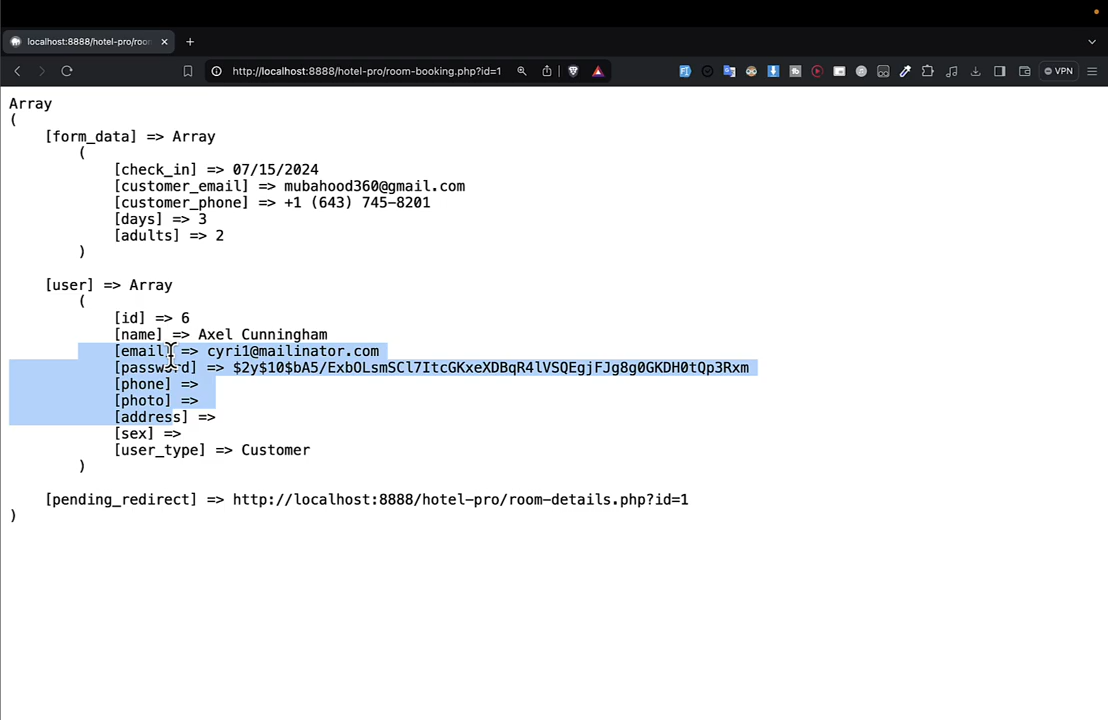 localhost:8888/hotel-pro/roon
http://localhost:8888/hotel-pro/room-booking.php?id=1
VPN
Array
(
[form_data] => Array
(
[check_in] => 07/15/2024
[customer_email] => mubahood360@gmail.com
[customer_phone] => +1 (643) 745-8201
[days] => 3
[adults] => 2
)
[user] => Array
(
[id] => 6
[name] => Axel Cunningham
[email] => cyri1@mailinator.com
[password] => $2y$10$bA5/ExbOLsmSCl7ItcGKxeXDBqR4lVSQEgjFJg8g0GKDH0tQp3Rxm
[phone] =>
[photo] =>
[address] =>
[sex] =>
[user_type] => Customer
)
[pending_redirect] => http://localhost:8888/hotel-pro/room-details.php?id=1
)